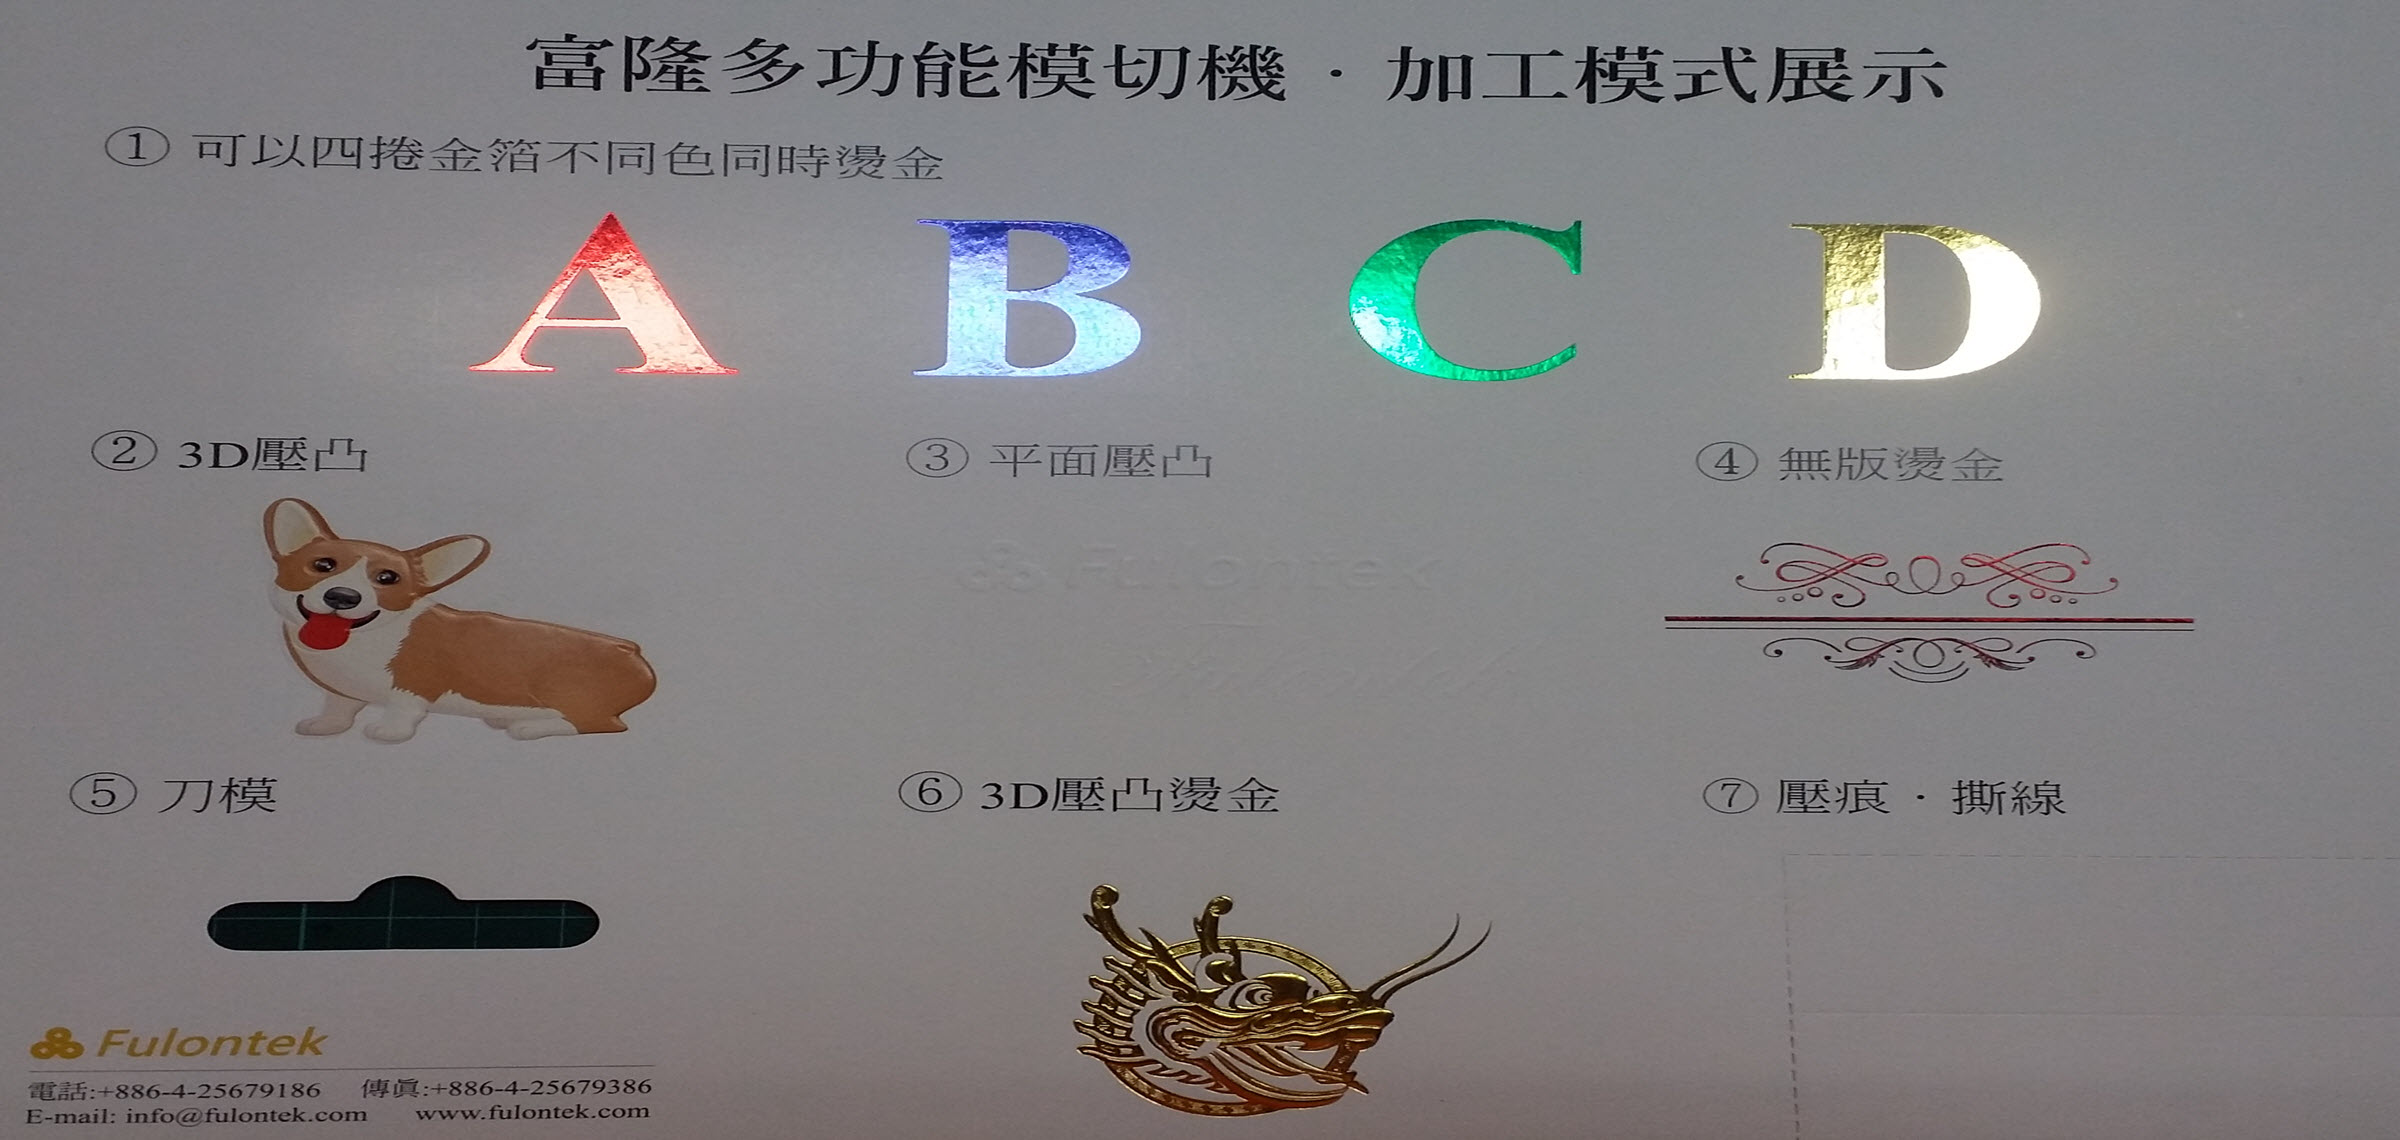 富隆多功能模切機·加工模式展示
① 可以四捲金箔不同色同時燙金
A B C D
② 3D壓凸 ③ 平面壓凸 ④ 無版燙金
Fulontek
Fulontek
⑤ 刀模 ⑥ 3D壓凸燙金 ⑦ 壓痕·撕線
Fulontek
電話:+886-4-25679186 傳眞:+886-4-25679386
E-mail: info@fulontek.com www.fulontek.com